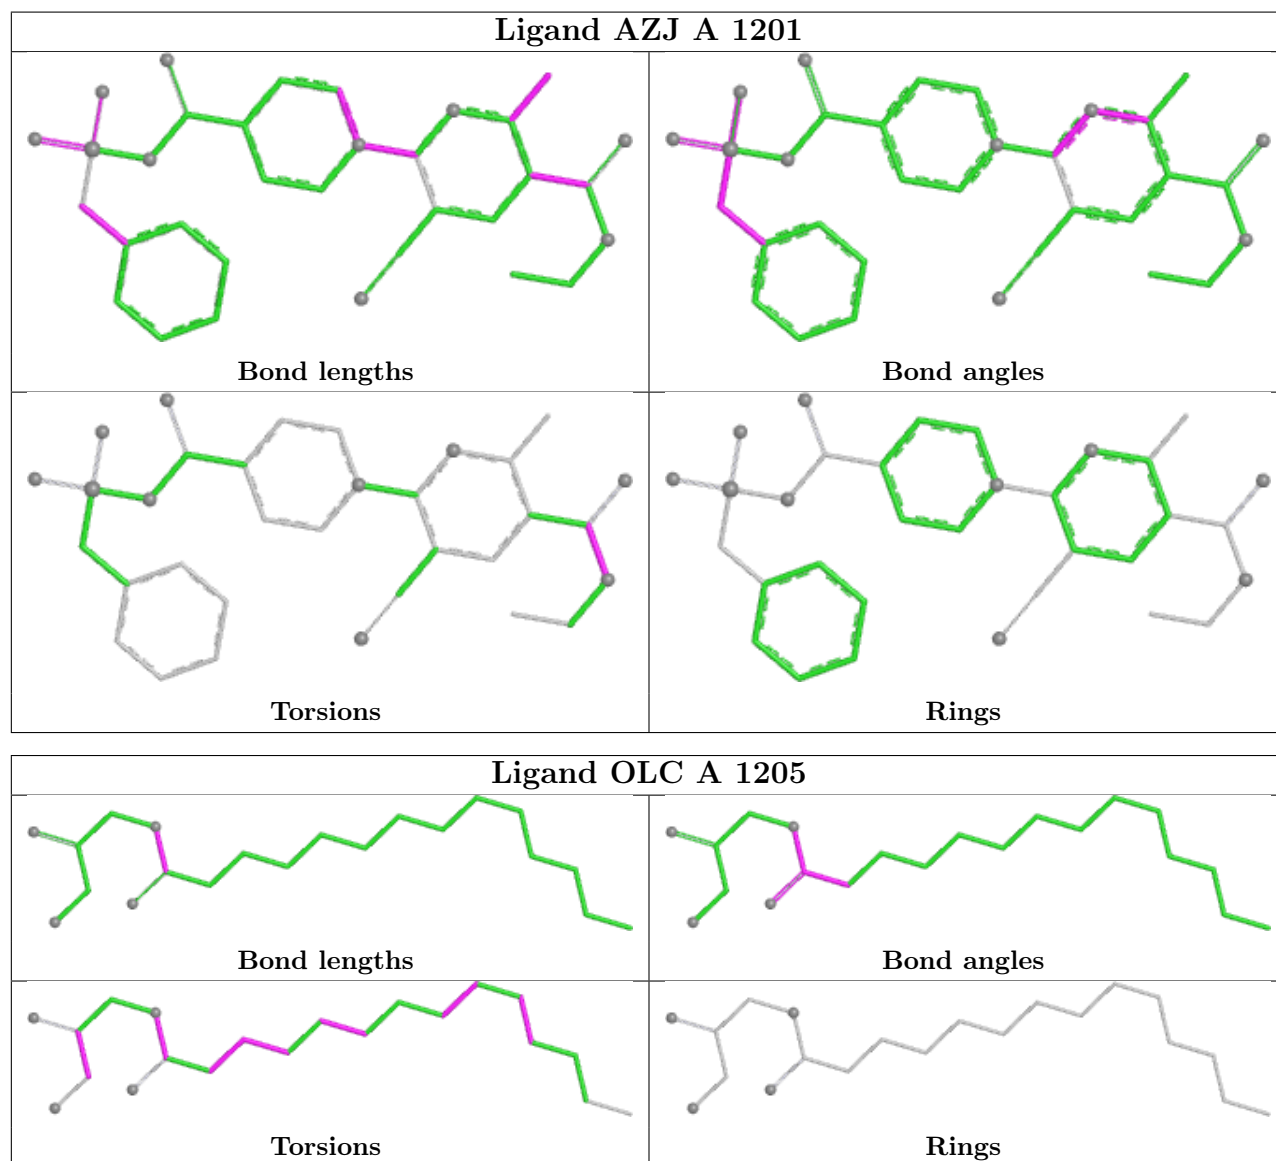 Ligand AZJ A 1201
Bond lengths
Bond angles
Torsions
Rings
Ligand OLC A 1205
Bond lengths
Bond angles
Torsions
Rings